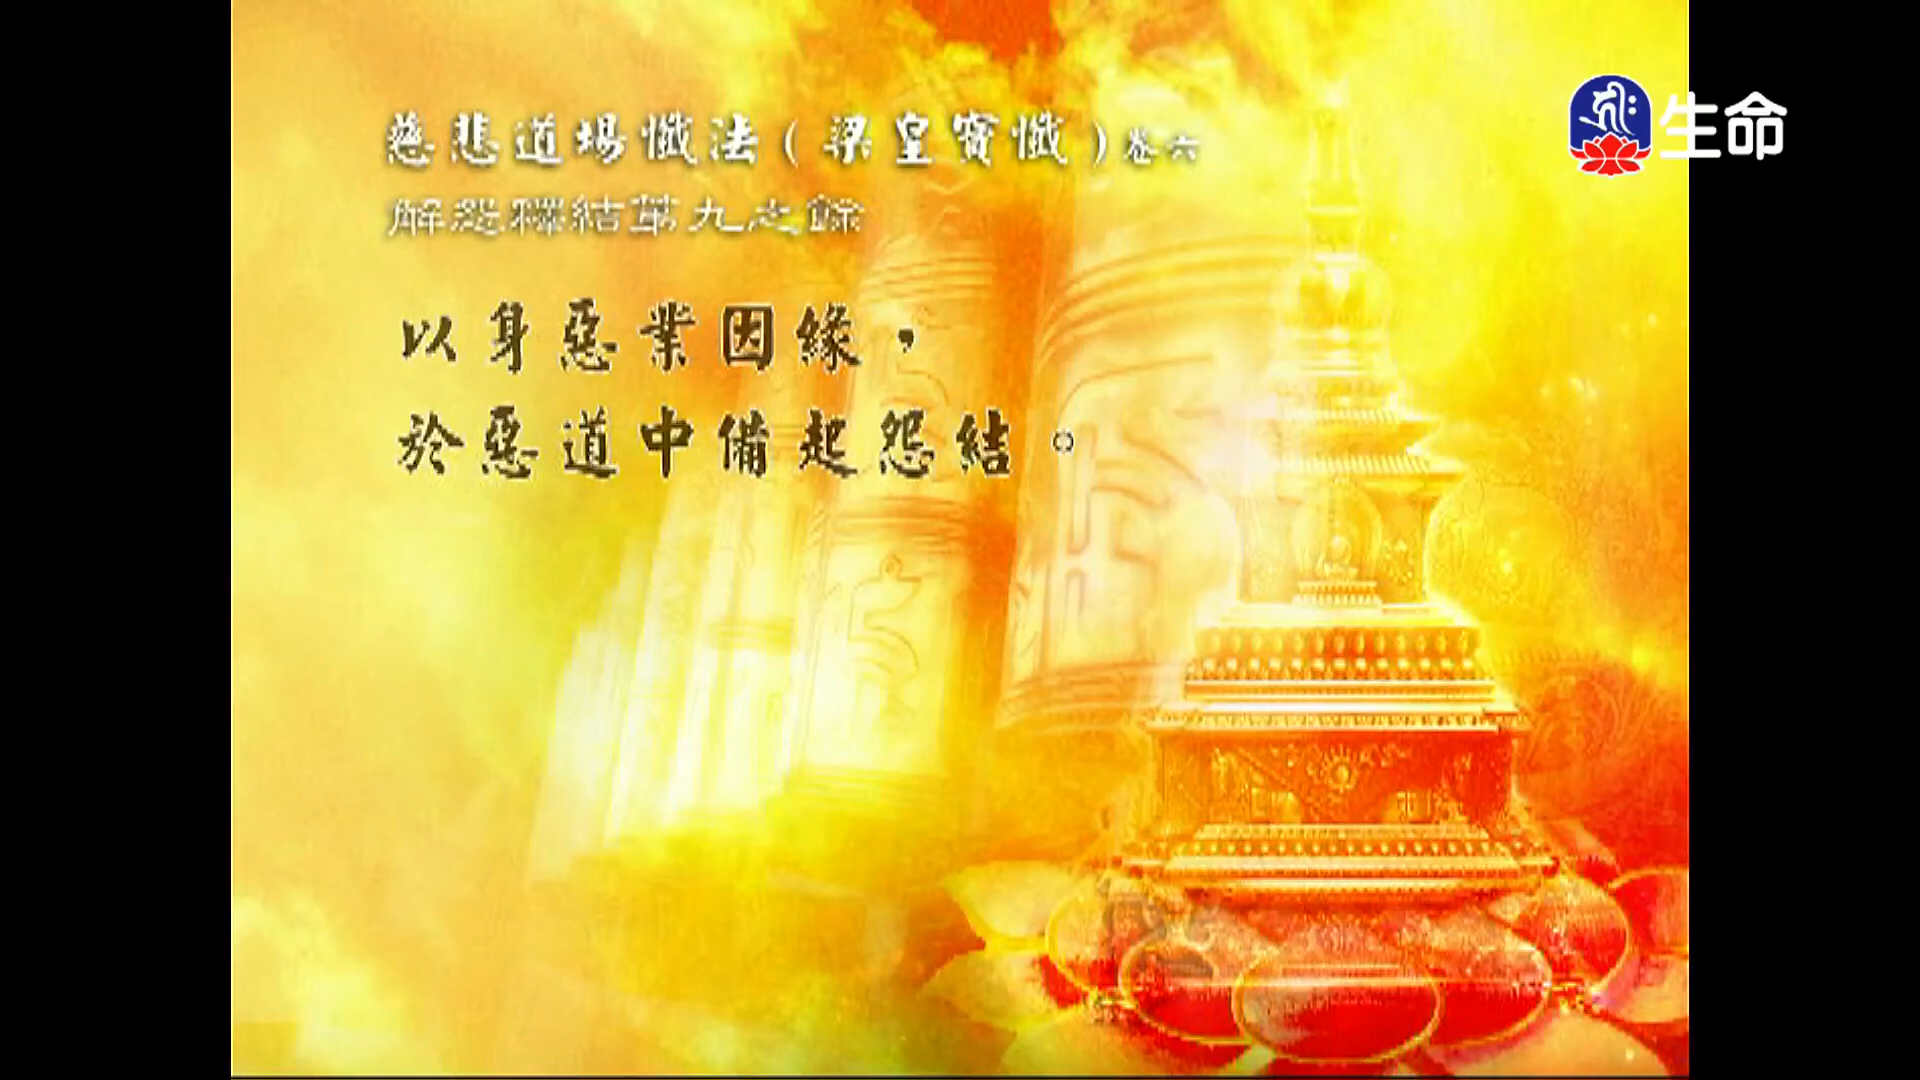 慈悲道場懺法(梁皇寶懺)卷六
解怨釋結第九之餘
以身惡業因緣，
於惡道中備起怨結。
生命